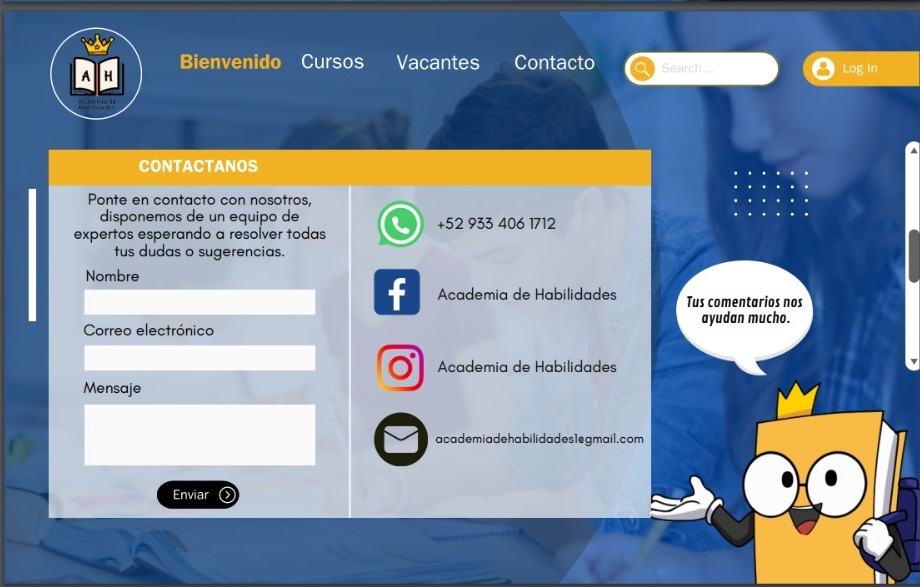 A H
Academia de
Habilidades
Bienvenido
Cursos
Vacantes
Contacto
Search...
Log In
CONTACTANOS
Ponte en contacto con nosotros,
disponemos de un equipo de
expertos esperando a resolver todas
tus dudas o sugerencias.
Nombre
Correo electrónico
Mensaje
Enviar
+52 933 406 1712
Academia de Habilidades
Academia de Habilidades
academiadehabilidades1@gmail.com
Tus comentarios nos
ayudan mucho.